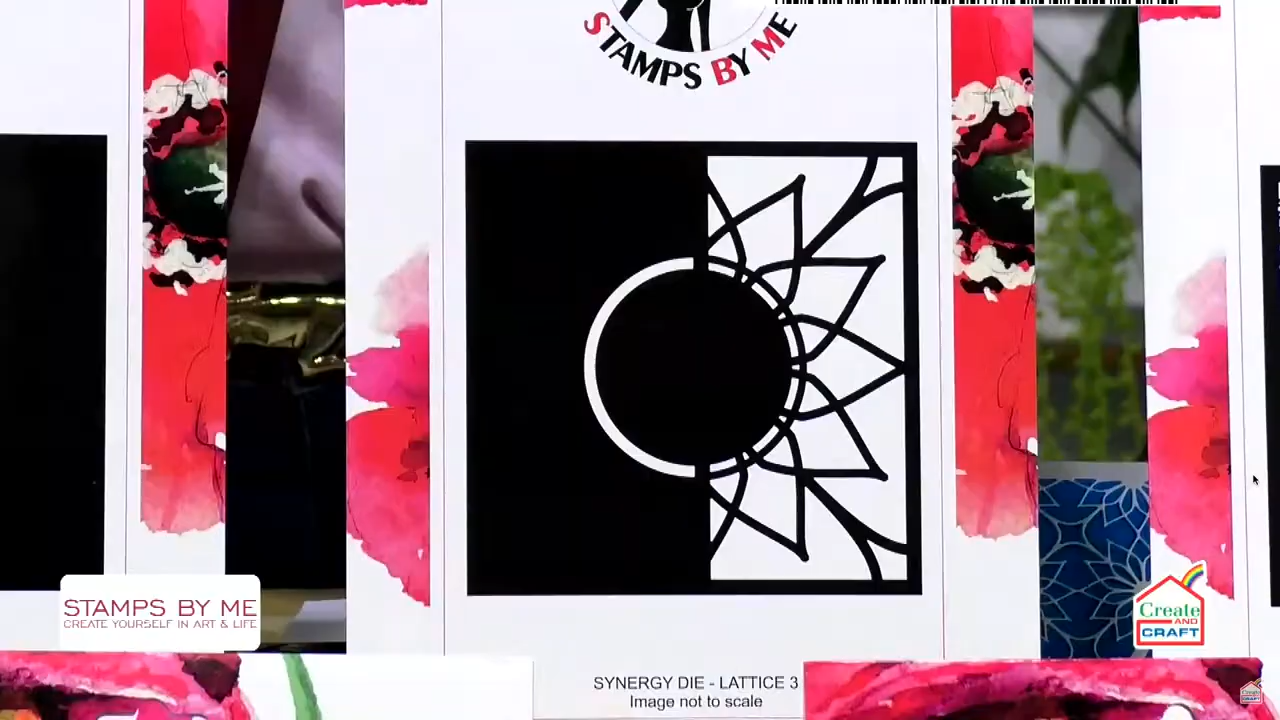 STAMPS BY ME
STAMPS BY ME
CREATE YOURSELF IN ART & LIFE
Create
AND
CRAFT
SYNERGY DIE - LATTICE 3
Image not to scale